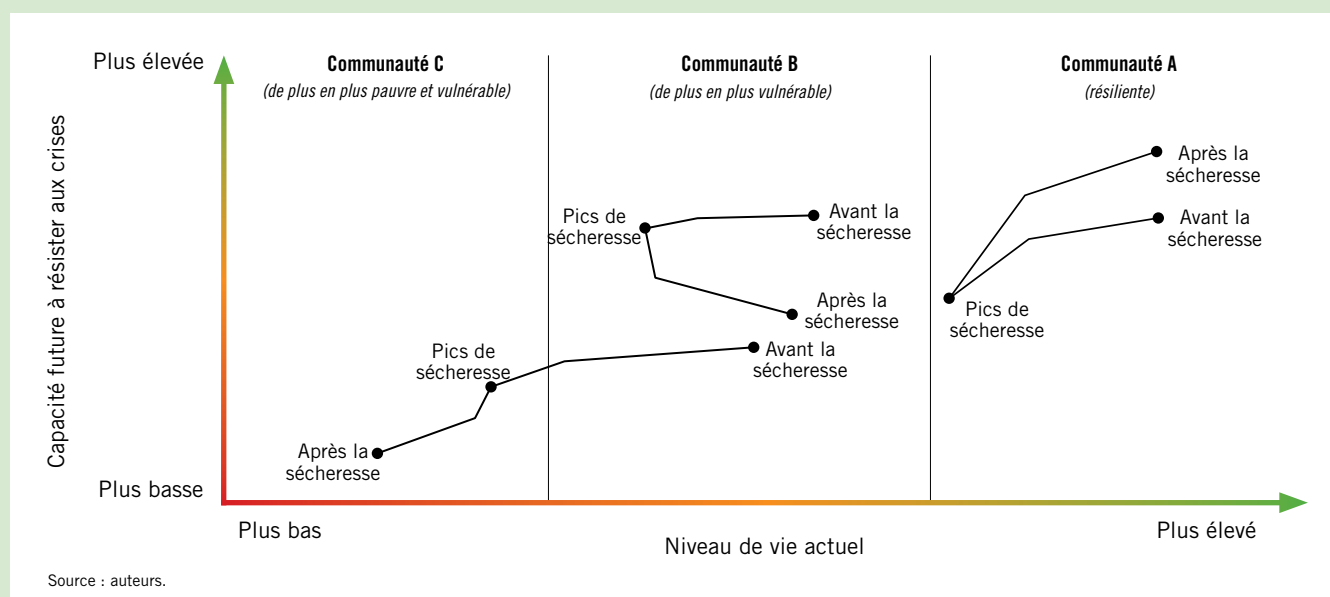 Plus élevée
Communauté C
(de plus en plus pauvre et vulnérable)
Communauté B
(de plus en plus vulnérable)
Communauté A
(résiliente)
Capacité future à résister aux crises
Après la
sécheresse
Avant la
sécheresse
Pics de
sécheresse
Pics de
sécheresse
Avant la
sécheresse
Après la
sécheresse
Pics de
sécheresse
Avant la
sécheresse
Après la
sécheresse
Plus basse
Plus bas
Niveau de vie actuel
Plus élevé
Source : auteurs.